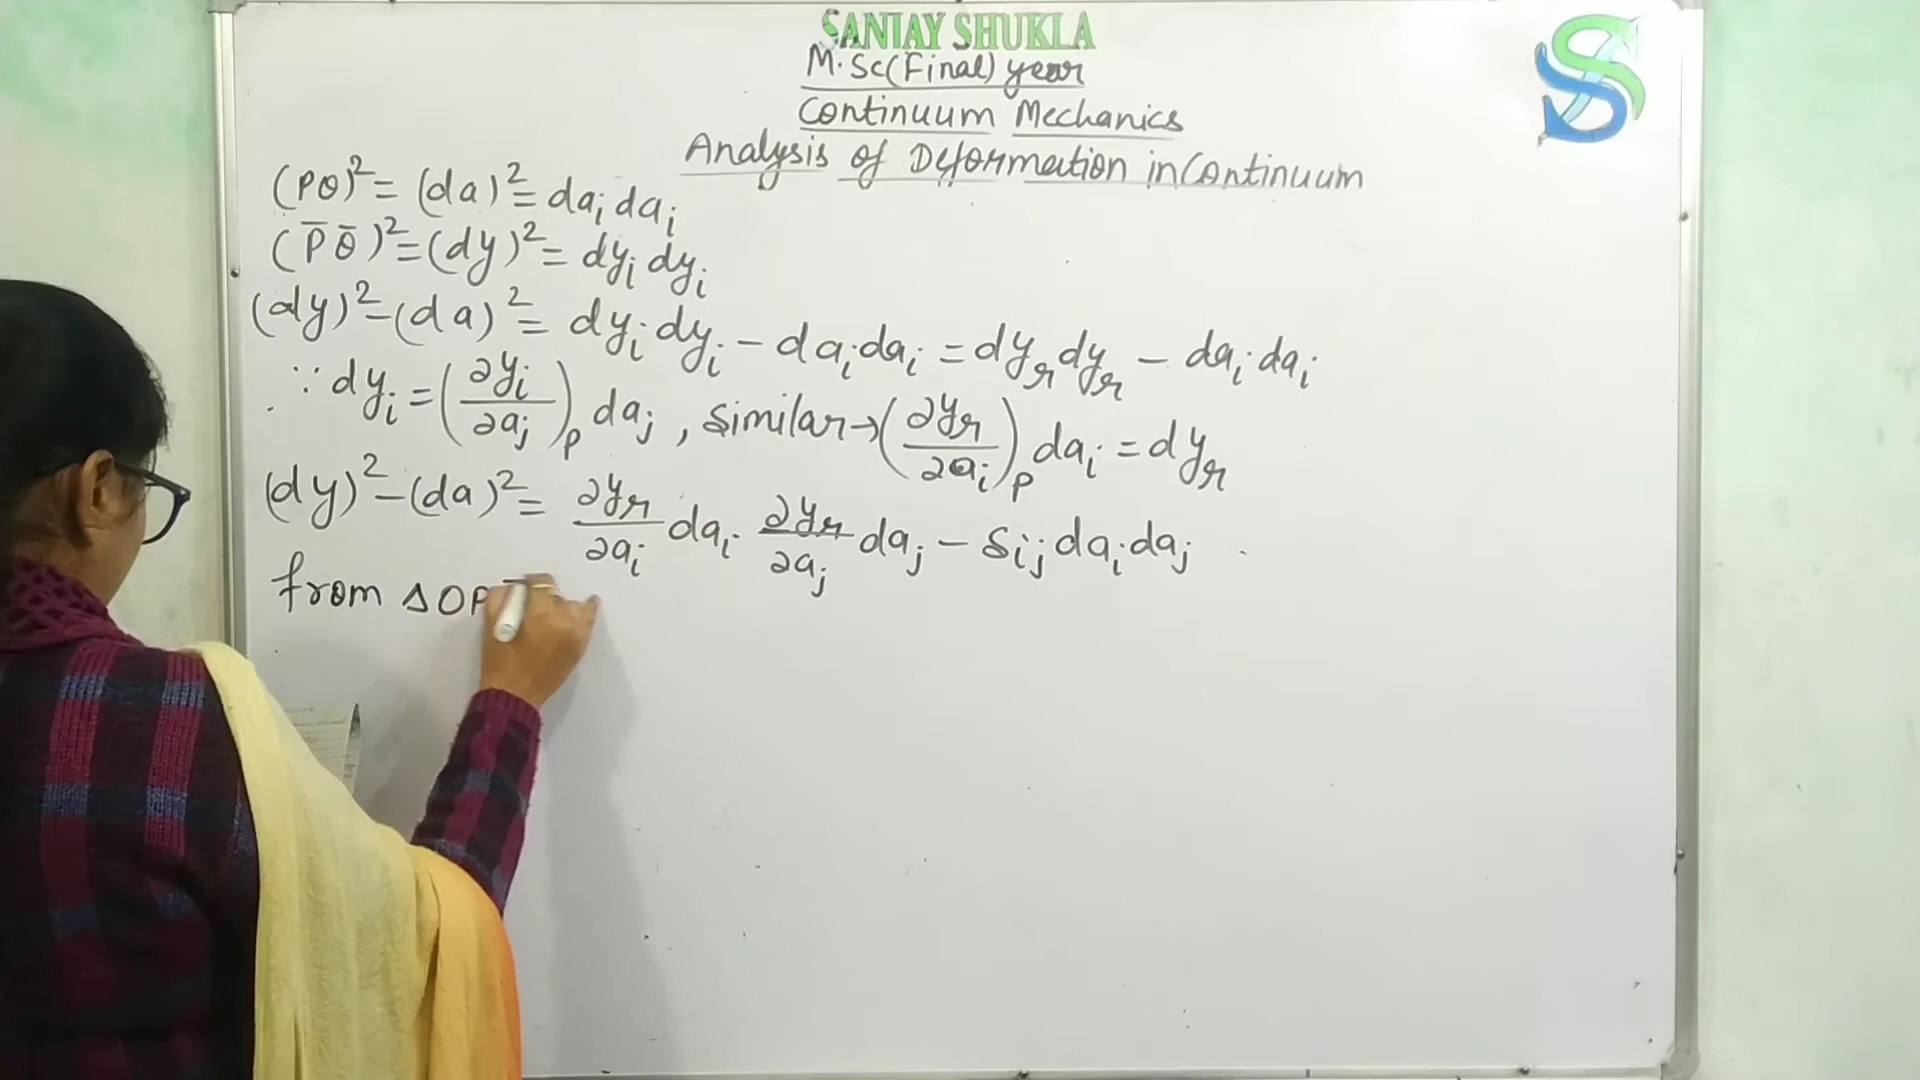 SANJAY SHUKLA
M.Sc(Final) year
Continuum Mechanics
Analysis of Deformation in Continuum
(PQ)² = (da)² = daᵢ daᵢ
(P̄Q̄)² = (dy)² = dyᵢ dyᵢ
(dy)² - (da)² = dyᵢ dyᵢ - daᵢ daᵢ = dyᵣ dyᵣ - daᵢ daᵢ
∵ dyᵢ = (∂yᵢ/∂aⱼ)ₚ daⱼ , similar → (∂yᵣ/∂aᵢ)ₚ daᵢ = dyᵣ
(dy)² - (da)² = ∂yᵣ/∂aᵢ daᵢ ∂yᵣ/∂aⱼ daⱼ - δᵢⱼ daᵢ daⱼ
from ΔOP